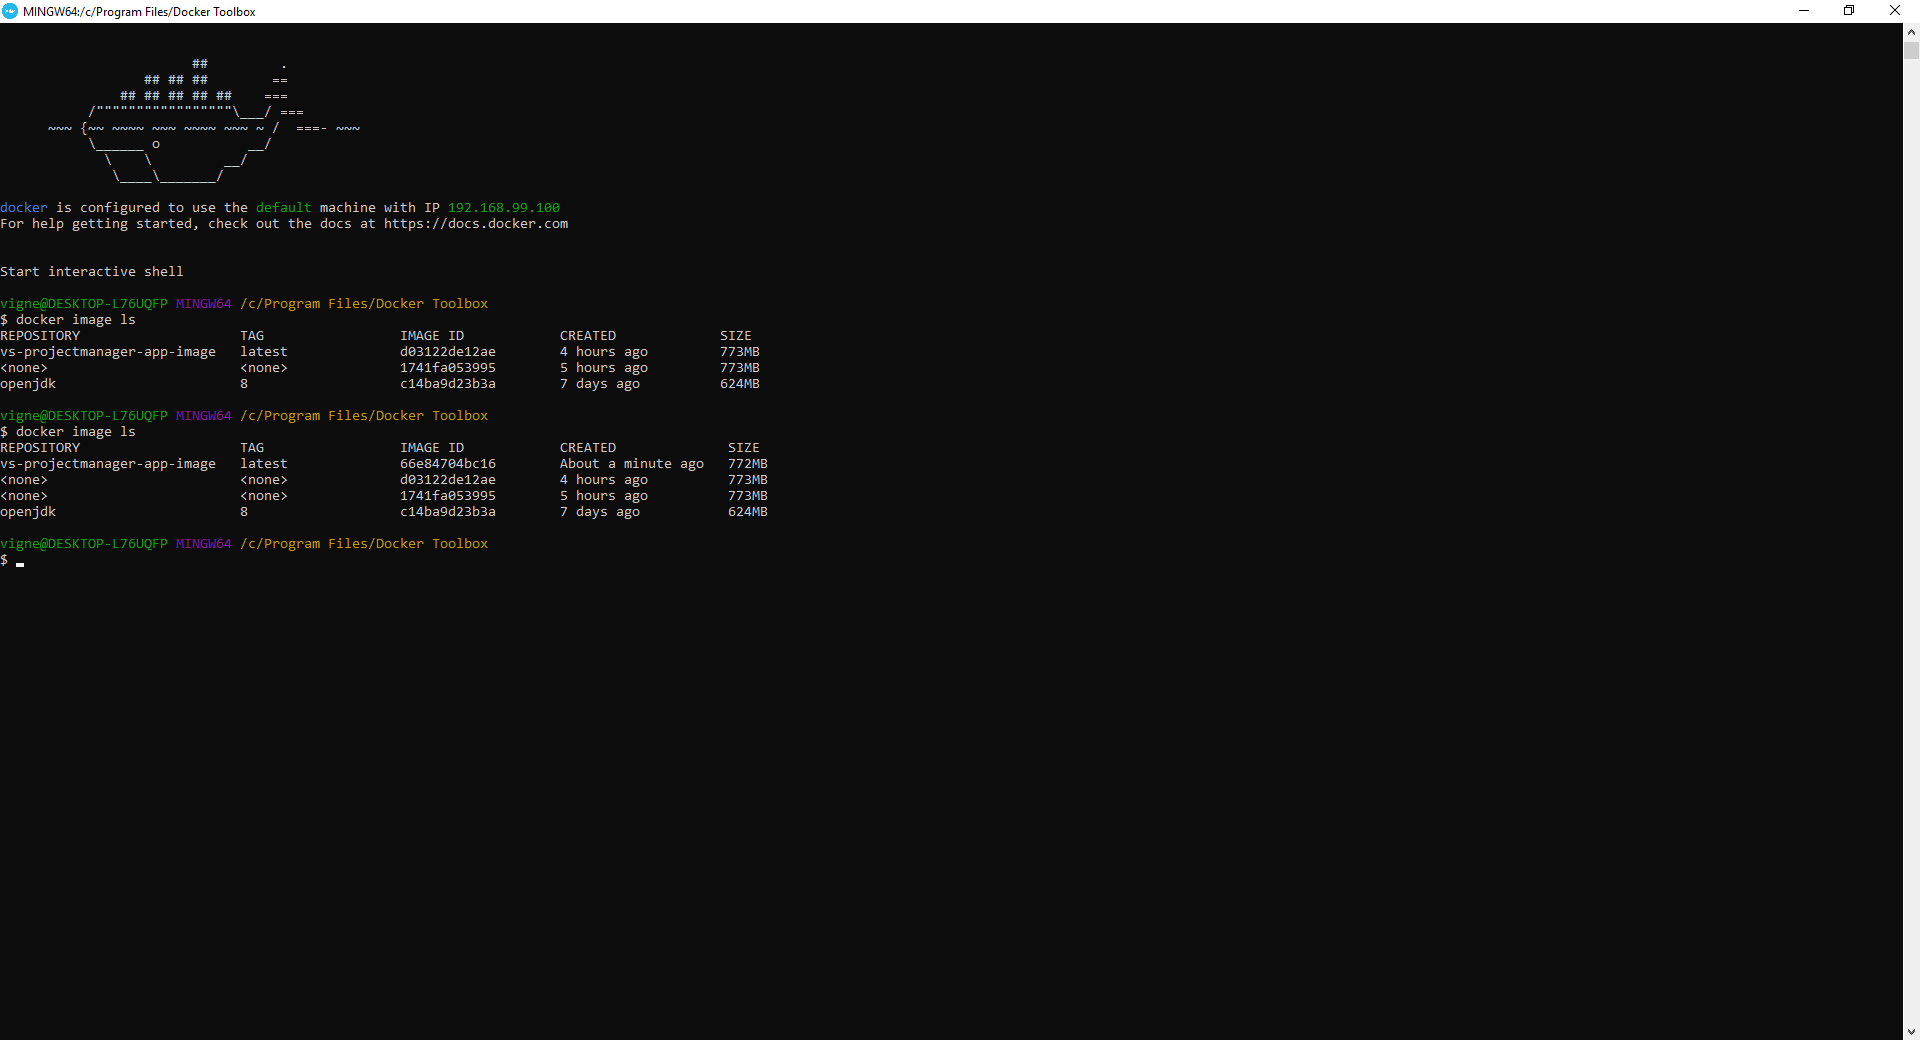 MINGW64:/c/Program Files/Docker Toolbox
                        ##         .
                  ## ## ##        ==
               ## ## ## ## ##    ===
           /"""""""""""""""""\___/ ===
      ~~~ {~~ ~~~~ ~~~ ~~~~ ~~~ ~ /  ===- ~~~
           \______ o           __/
             \    \         __/
              \____\_______/
docker is configured to use the default machine with IP 192.168.99.100
For help getting started, check out the docs at https://docs.docker.com
Start interactive shell
vigne@DESKTOP-L76UQFP MINGW64 /c/Program Files/Docker Toolbox
$ docker image ls
REPOSITORY                    TAG                 IMAGE ID            CREATED             SIZE
vs-projectmanager-app-image   latest              d03122de12ae        4 hours ago         773MB
<none>                        <none>              1741fa053995        5 hours ago         773MB
openjdk                       8                   c14ba9d23b3a        7 days ago          624MB
vigne@DESKTOP-L76UQFP MINGW64 /c/Program Files/Docker Toolbox
$ docker image ls
REPOSITORY                    TAG                 IMAGE ID            CREATED              SIZE
vs-projectmanager-app-image   latest              66e84704bc16        About a minute ago   772MB
<none>                        <none>              d03122de12ae        4 hours ago          773MB
<none>                        <none>              1741fa053995        5 hours ago          773MB
openjdk                       8                   c14ba9d23b3a        7 days ago           624MB
vigne@DESKTOP-L76UQFP MINGW64 /c/Program Files/Docker Toolbox
$